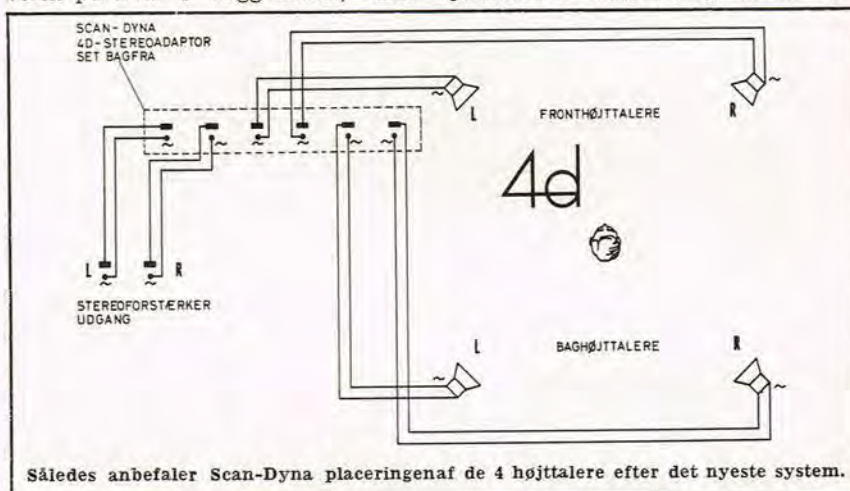 SCAN-DYNA
4D-STEREOADAPTOR
SET BAGFRA
L
R
FRONTHØJTTALERE
4d
L R
STEREOFORSTÆRKER
UDGANG
L
R
BAGHØJTTALERE
Således anbefaler Scan-Dyna placeringenaf de 4 højttalere efter det nyeste system.